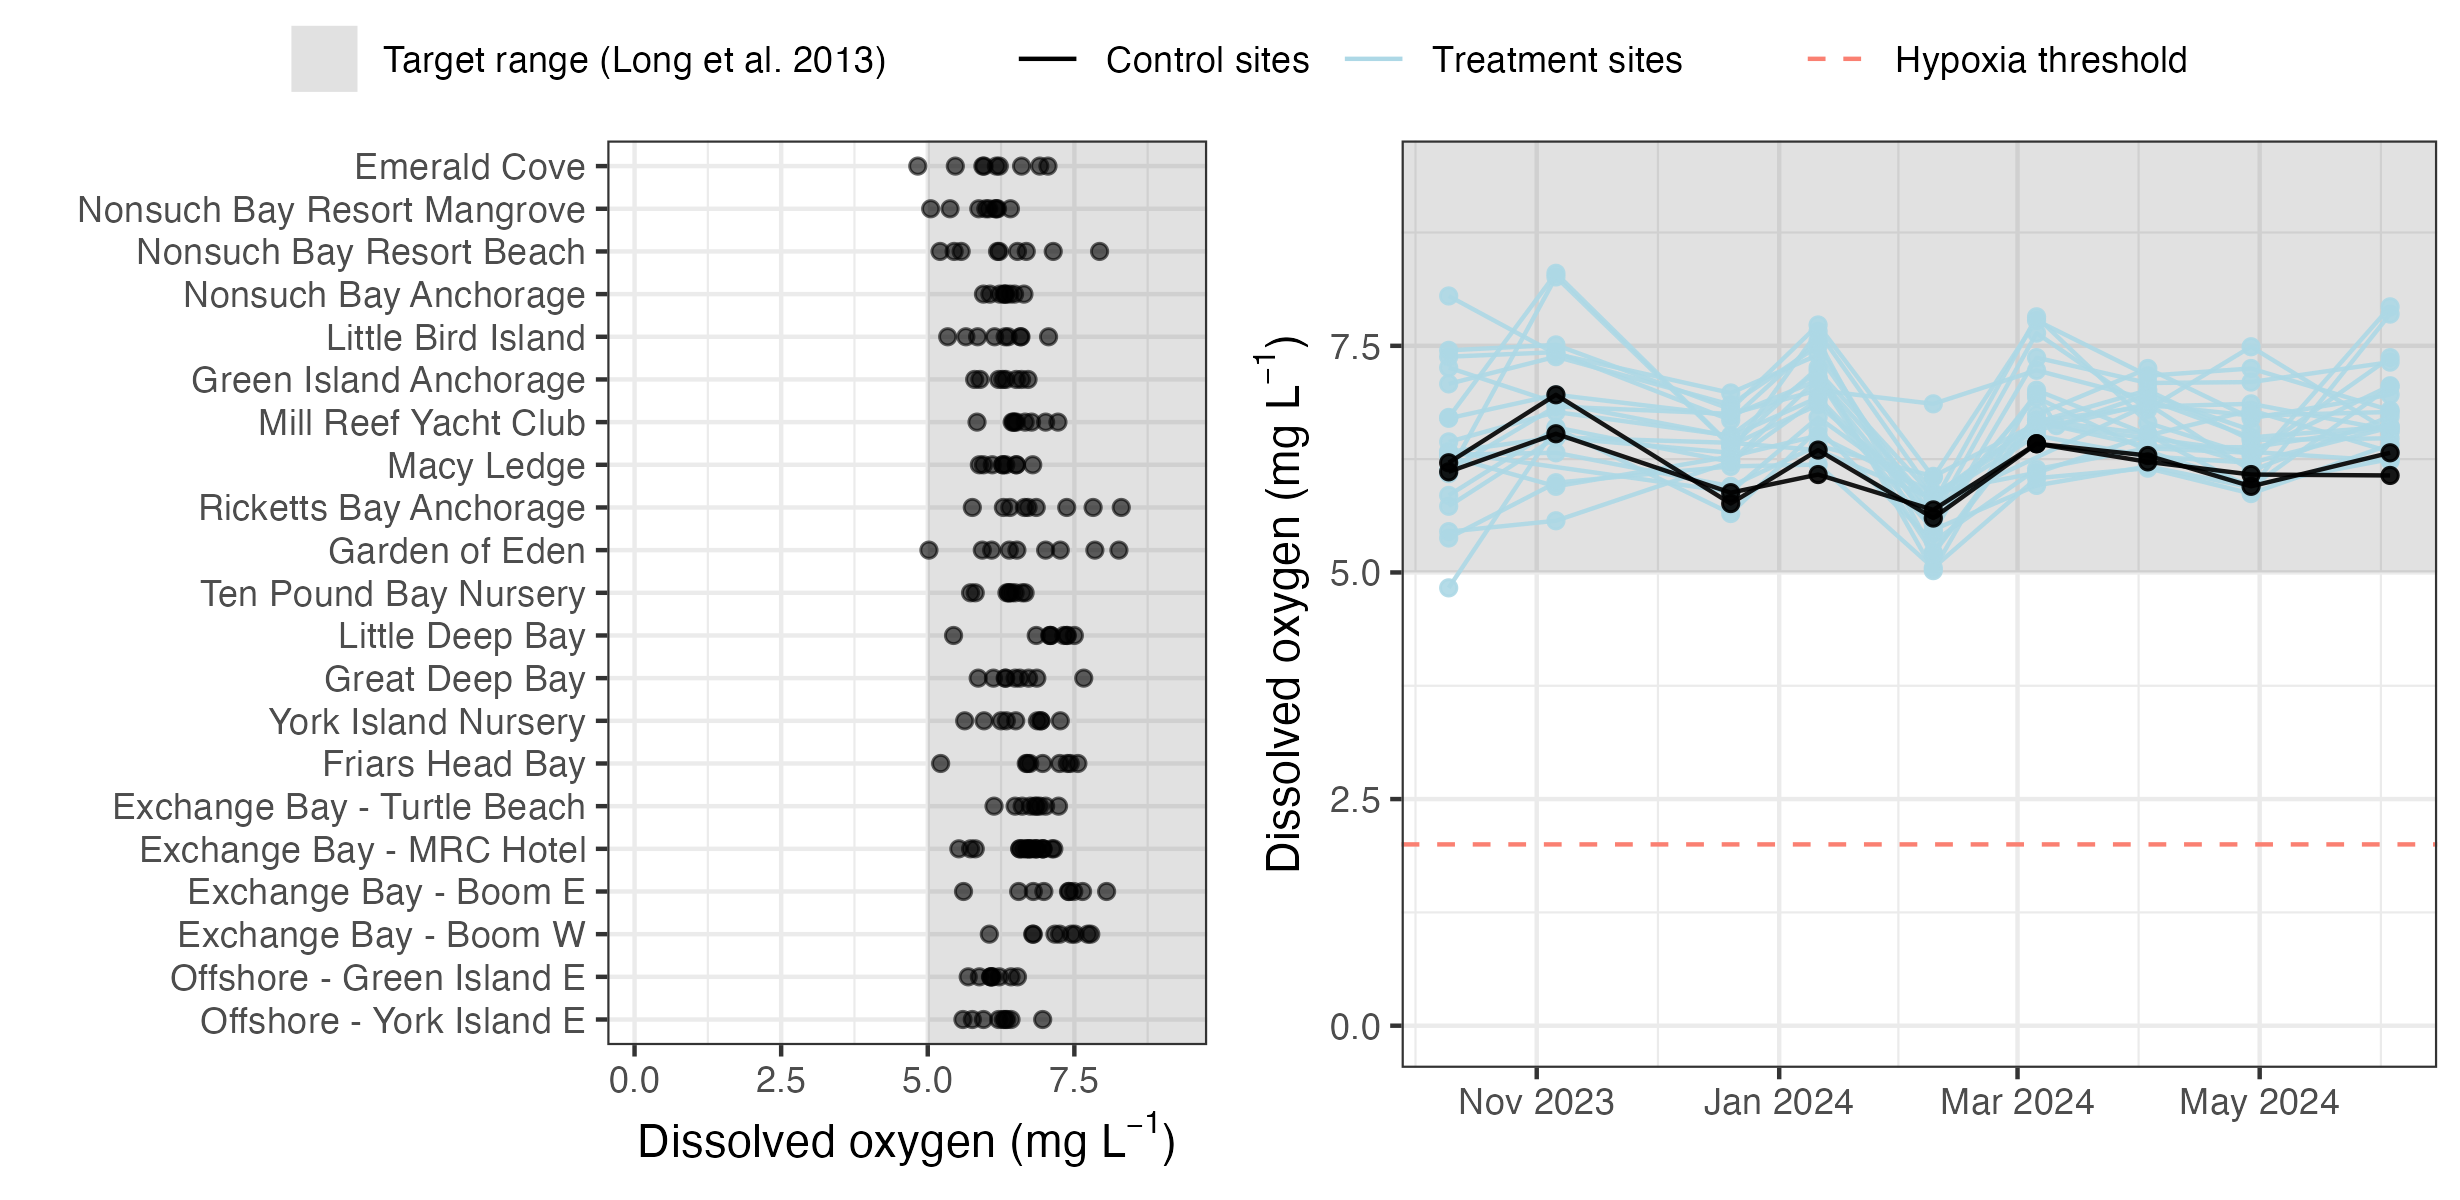 Target range (Long et al. 2013) Control sites Treatment sites Hypoxia threshold
Emerald Cove
Nonsuch Bay Resort Mangrove
Nonsuch Bay Resort Beach
Nonsuch Bay Anchorage
Little Bird Island
Green Island Anchorage
Mill Reef Yacht Club
Macy Ledge
Ricketts Bay Anchorage
Garden of Eden
Ten Pound Bay Nursery
Little Deep Bay
Great Deep Bay
York Island Nursery
Friars Head Bay
Exchange Bay - Turtle Beach
Exchange Bay - MRC Hotel
Exchange Bay - Boom E
Exchange Bay - Boom W
Offshore - Green Island E
Offshore - York Island E
0.0 2.5 5.0 7.5
Dissolved oxygen (mg L⁻¹)
Dissolved oxygen (mg L⁻¹)
7.5
5.0
2.5
0.0
Nov 2023 Jan 2024 Mar 2024 May 2024